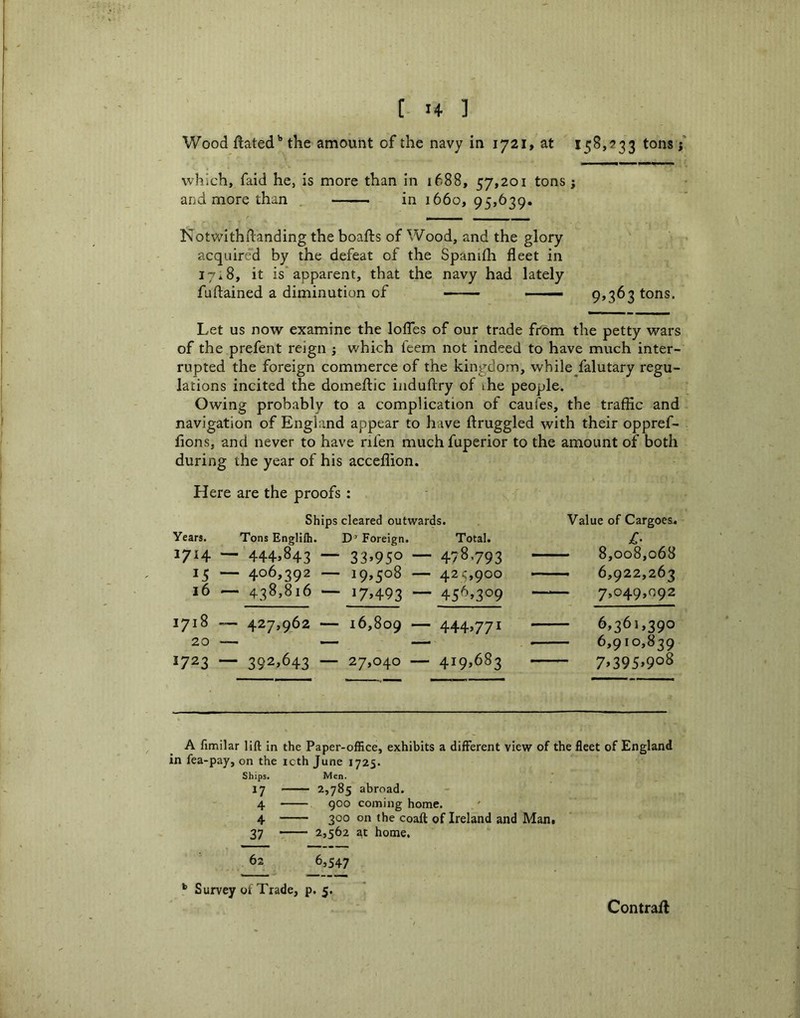 [ 14 ]
Wood ſtated ᵇ the amount of the navy in 1721, at 158,233 tons;
which, ſaid he, is more than in 1688, 57,201 tons;
and more than —— in 1660, 95,639.
Notwithſtanding the boaſts of Wood, and the glory
acquired by the defeat of the Spaniſh fleet in
1718, it is apparent, that the navy had lately
ſuſtained a diminution of —— —— 9,363 tons.
Let us now examine the loſſes of our trade from the petty wars
of the preſent reign; which ſeem not indeed to have much inter-
rupted the foreign commerce of the kingdom, while ſalutary regu-
lations incited the domeſtic induſtry of the people.
Owing probably to a complication of cauſes, the traffic and
navigation of England appear to have ſtruggled with their oppreſ-
ſions, and never to have riſen much ſuperior to the amount of both
during the year of his acceſſion.
Here are the proofs:
Ships cleared outwards. Value of Cargoes.
Years. Tons Engliſh. Dº Foreign. Total. £.
1714 — 444,843 — 33,950 — 478,793 —— 8,008,068
15 — 406,392 — 19,508 — 425,900 —— 6,922,263
16 — 438,816 — 17,493 — 456,309 —— 7,049,092
1718 — 427,962 — 16,809 — 444,771 —— 6,361,390
20 — — — —— 6,910,839
1723 — 392,643 — 27,040 — 419,683 —— 7,395,908
A ſimilar liſt in the Paper-office, exhibits a different view of the fleet of England
in ſea-pay, on the 10th June 1725.
Ships. Men.
17 —— 2,785 abroad.
4 —— 900 coming home.
4 —— 300 on the coaſt of Ireland and Man.
37 —— 2,562 at home.
62 6,547
ᵇ Survey of Trade, p. 5.
Contraſt